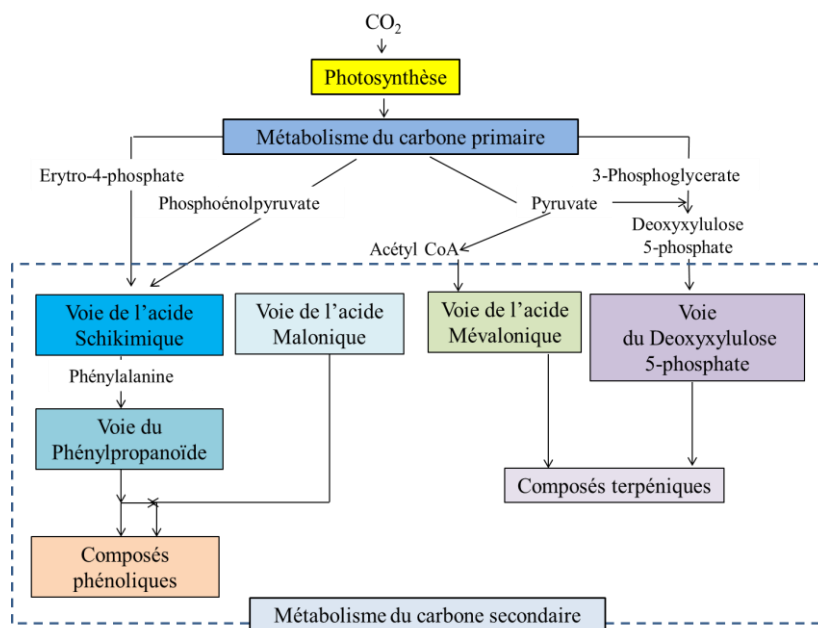 CO₂
Photosynthèse
Métabolisme du carbone primaire
Erytro-4-phosphate
3-Phosphoglycerate
Phosphoénolpyruvate
Pyruvate
Deoxyxylulose
5-phosphate
Acétyl CoA
Voie de l'acide
Schikimique
Voie de l'acide
Malonique
Voie de l'acide
Mévalonique
Voie
du Deoxyxylulose
5-phosphate
Phénylalanine
Voie du
Phénylpropanoïde
Composés terpéniques
Composés
phénoliques
Métabolisme du carbone secondaire